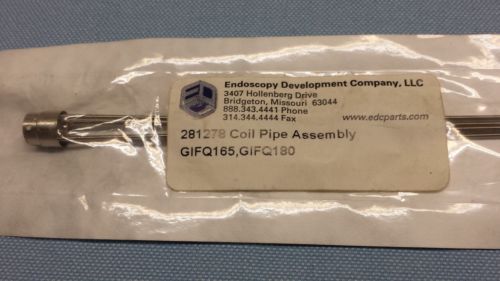 Endoscopy Development Company, LLC
3407 Hollenberg Drive
Bridgeton, Missouri 63044
888.343.4441 Phone
314.344.4444 Fax
www.edcparts.com
281278 Coil Pipe Assembly
GIFQ165,GIFQ180